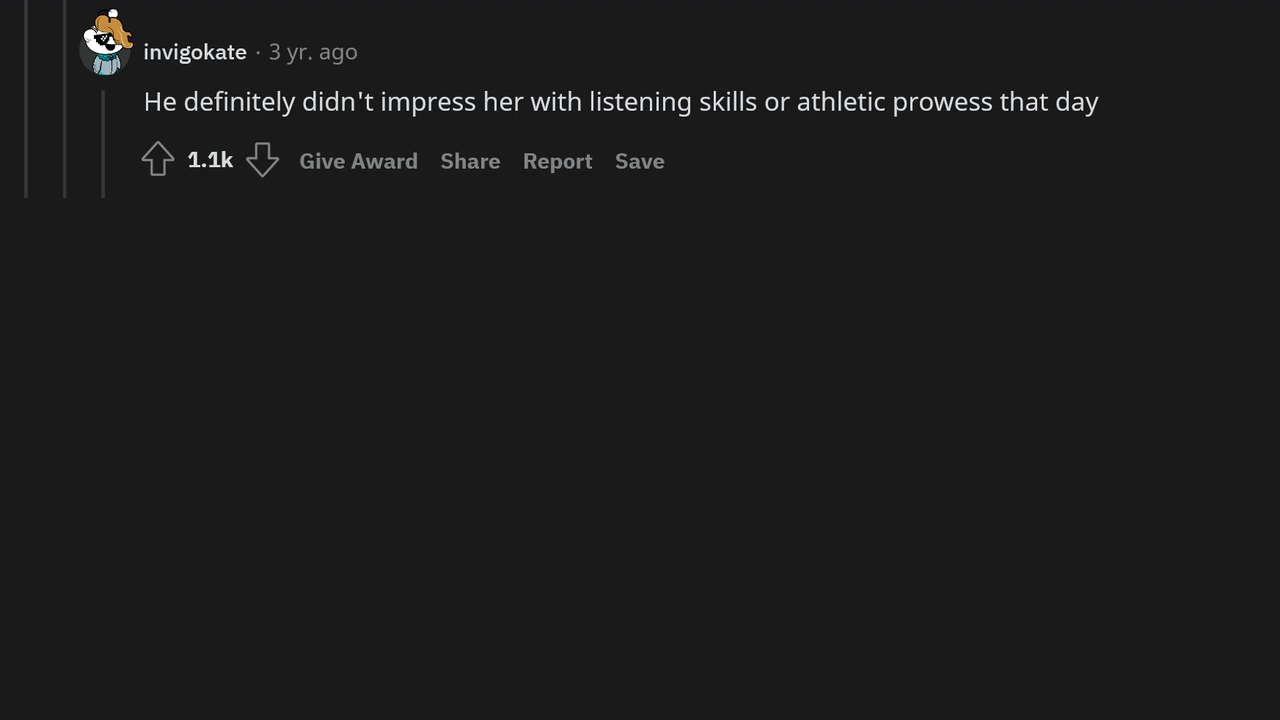 invigokate · 3 yr. ago
He definitely didn't impress her with listening skills or athletic prowess that day
1.1k Give Award Share Report Save